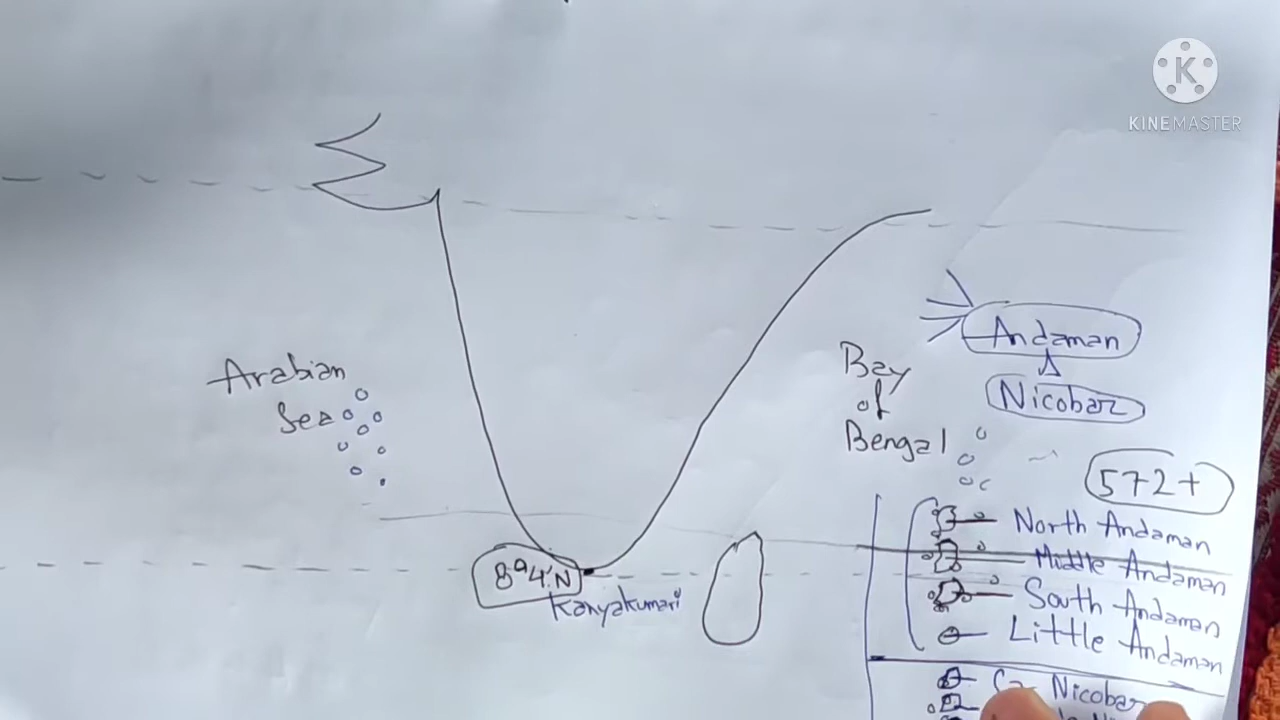 K
KINEMASTER
Andaman
Nicobar
Arabian
Sea
Bay
of
Bengal
572+
North Andaman
Middle Andaman
South Andaman
Little Andaman
8°4'N
Kanyakumari
Nicobar